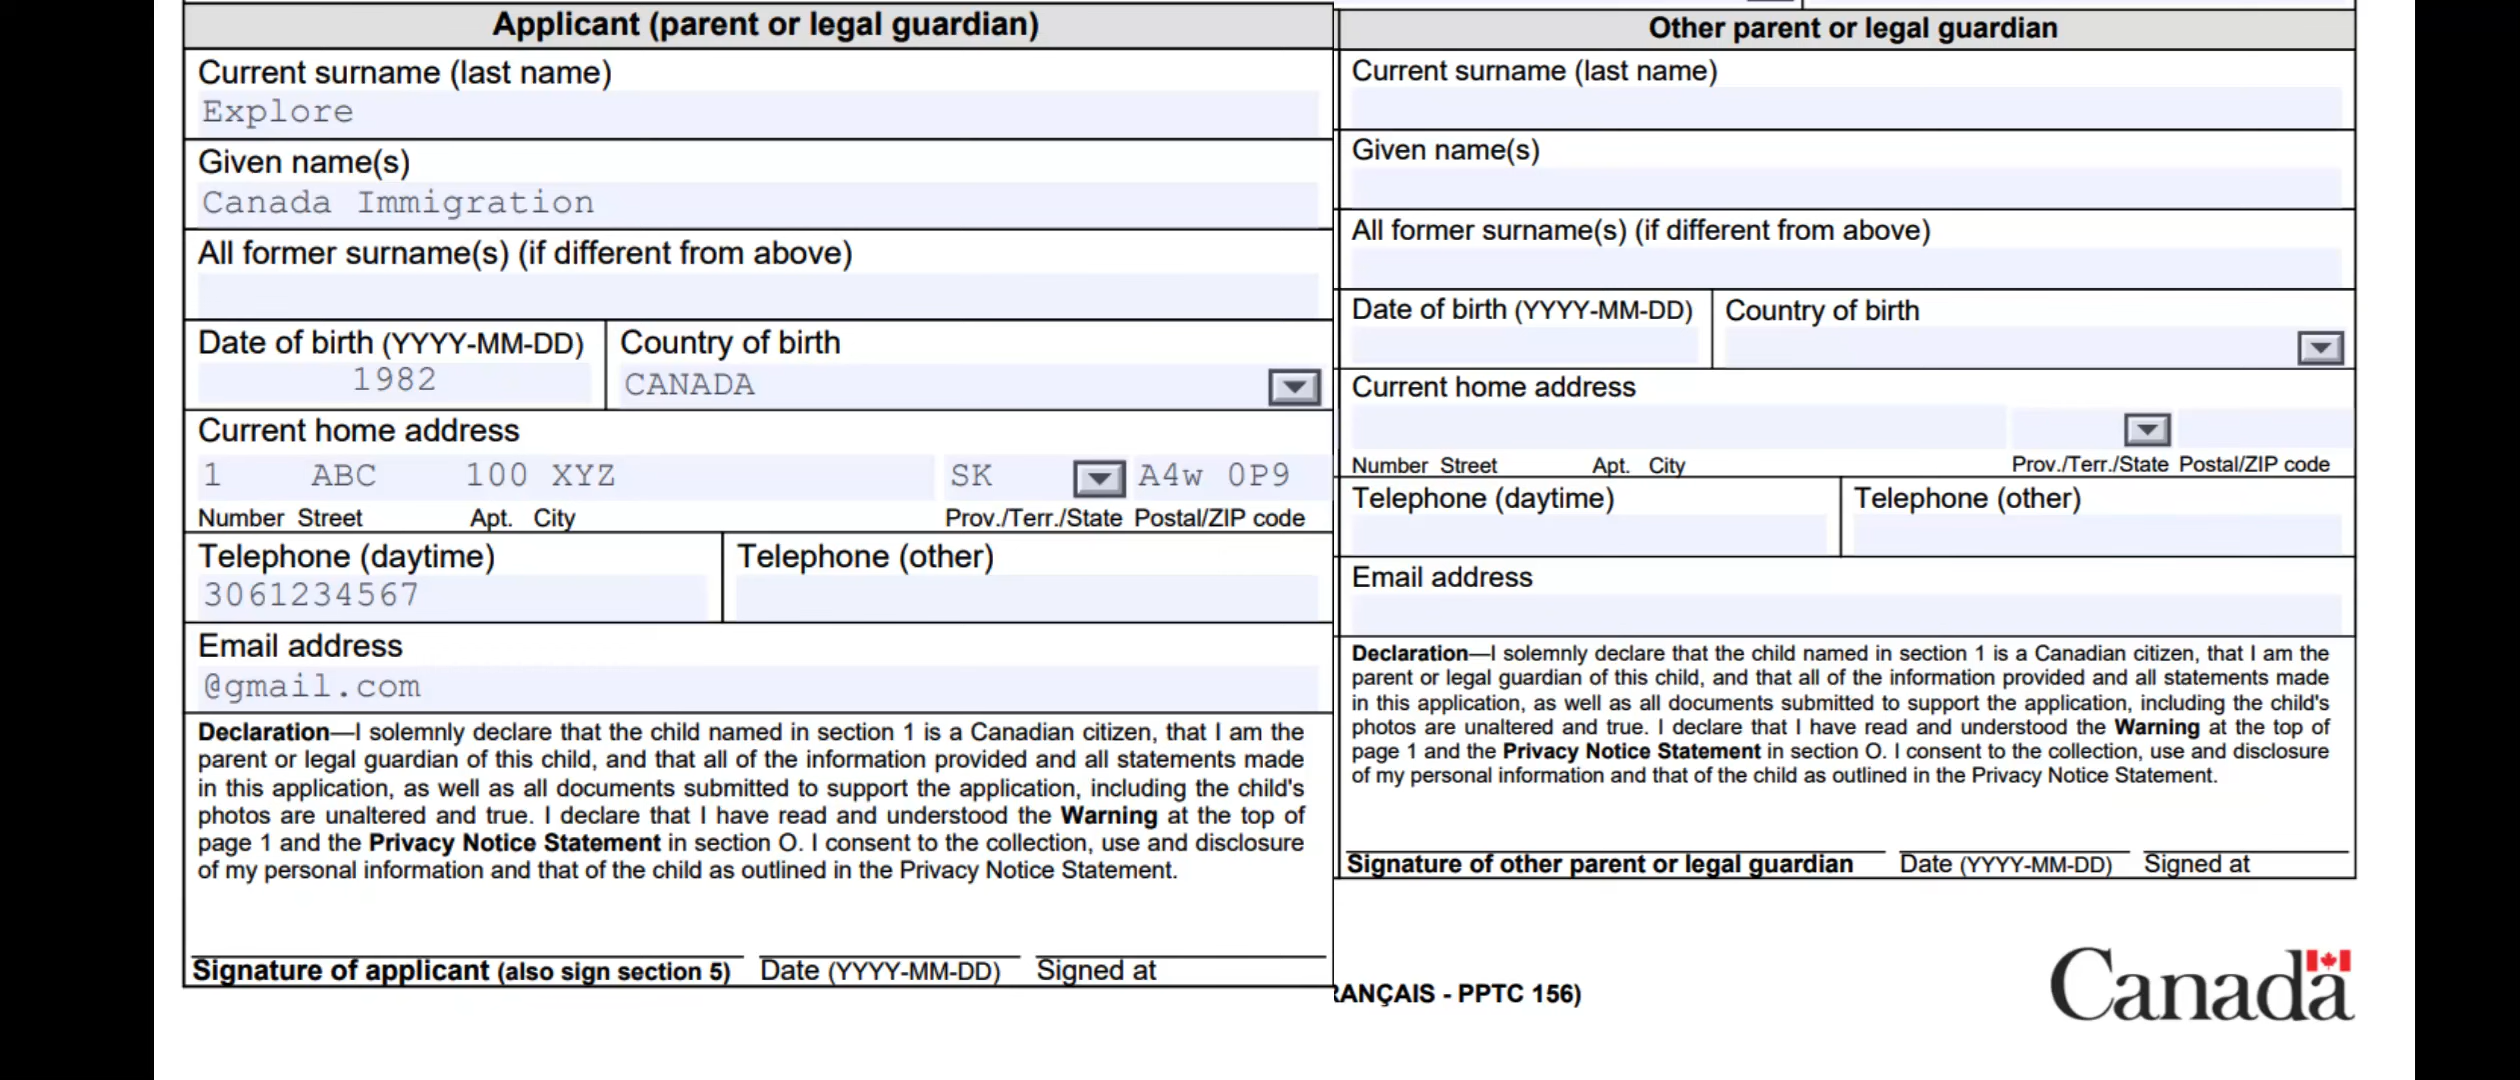 Applicant (parent or legal guardian)
Current surname (last name)
Explore
Given name(s)
Canada Immigration
All former surname(s) (if different from above)
Date of birth (YYYY-MM-DD) Country of birth
1982 CANADA
Current home address
1 ABC 100 XYZ SK A4w 0P9
Number Street Apt. City Prov./Terr./State Postal/ZIP code
Telephone (daytime) Telephone (other)
3061234567
Email address
@gmail.com
Declaration—I solemnly declare that the child named in section 1 is a Canadian citizen, that I am the
parent or legal guardian of this child, and that all of the information provided and all statements made
in this application, as well as all documents submitted to support the application, including the child's
photos are unaltered and true. I declare that I have read and understood the Warning at the top of
page 1 and the Privacy Notice Statement in section O. I consent to the collection, use and disclosure
of my personal information and that of the child as outlined in the Privacy Notice Statement.
Signature of applicant (also sign section 5) Date (YYYY-MM-DD) Signed at
Other parent or legal guardian
Current surname (last name)
Given name(s)
All former surname(s) (if different from above)
Date of birth (YYYY-MM-DD) Country of birth
Current home address
Number Street Apt. City Prov./Terr./State Postal/ZIP code
Telephone (daytime) Telephone (other)
Email address
Declaration—I solemnly declare that the child named in section 1 is a Canadian citizen, that I am the
parent or legal guardian of this child, and that all of the information provided and all statements made
in this application, as well as all documents submitted to support the application, including the child's
photos are unaltered and true. I declare that I have read and understood the Warning at the top of
page 1 and the Privacy Notice Statement in section O. I consent to the collection, use and disclosure
of my personal information and that of the child as outlined in the Privacy Notice Statement.
Signature of other parent or legal guardian Date (YYYY-MM-DD) Signed at
RANÇAIS - PPTC 156)
Canada